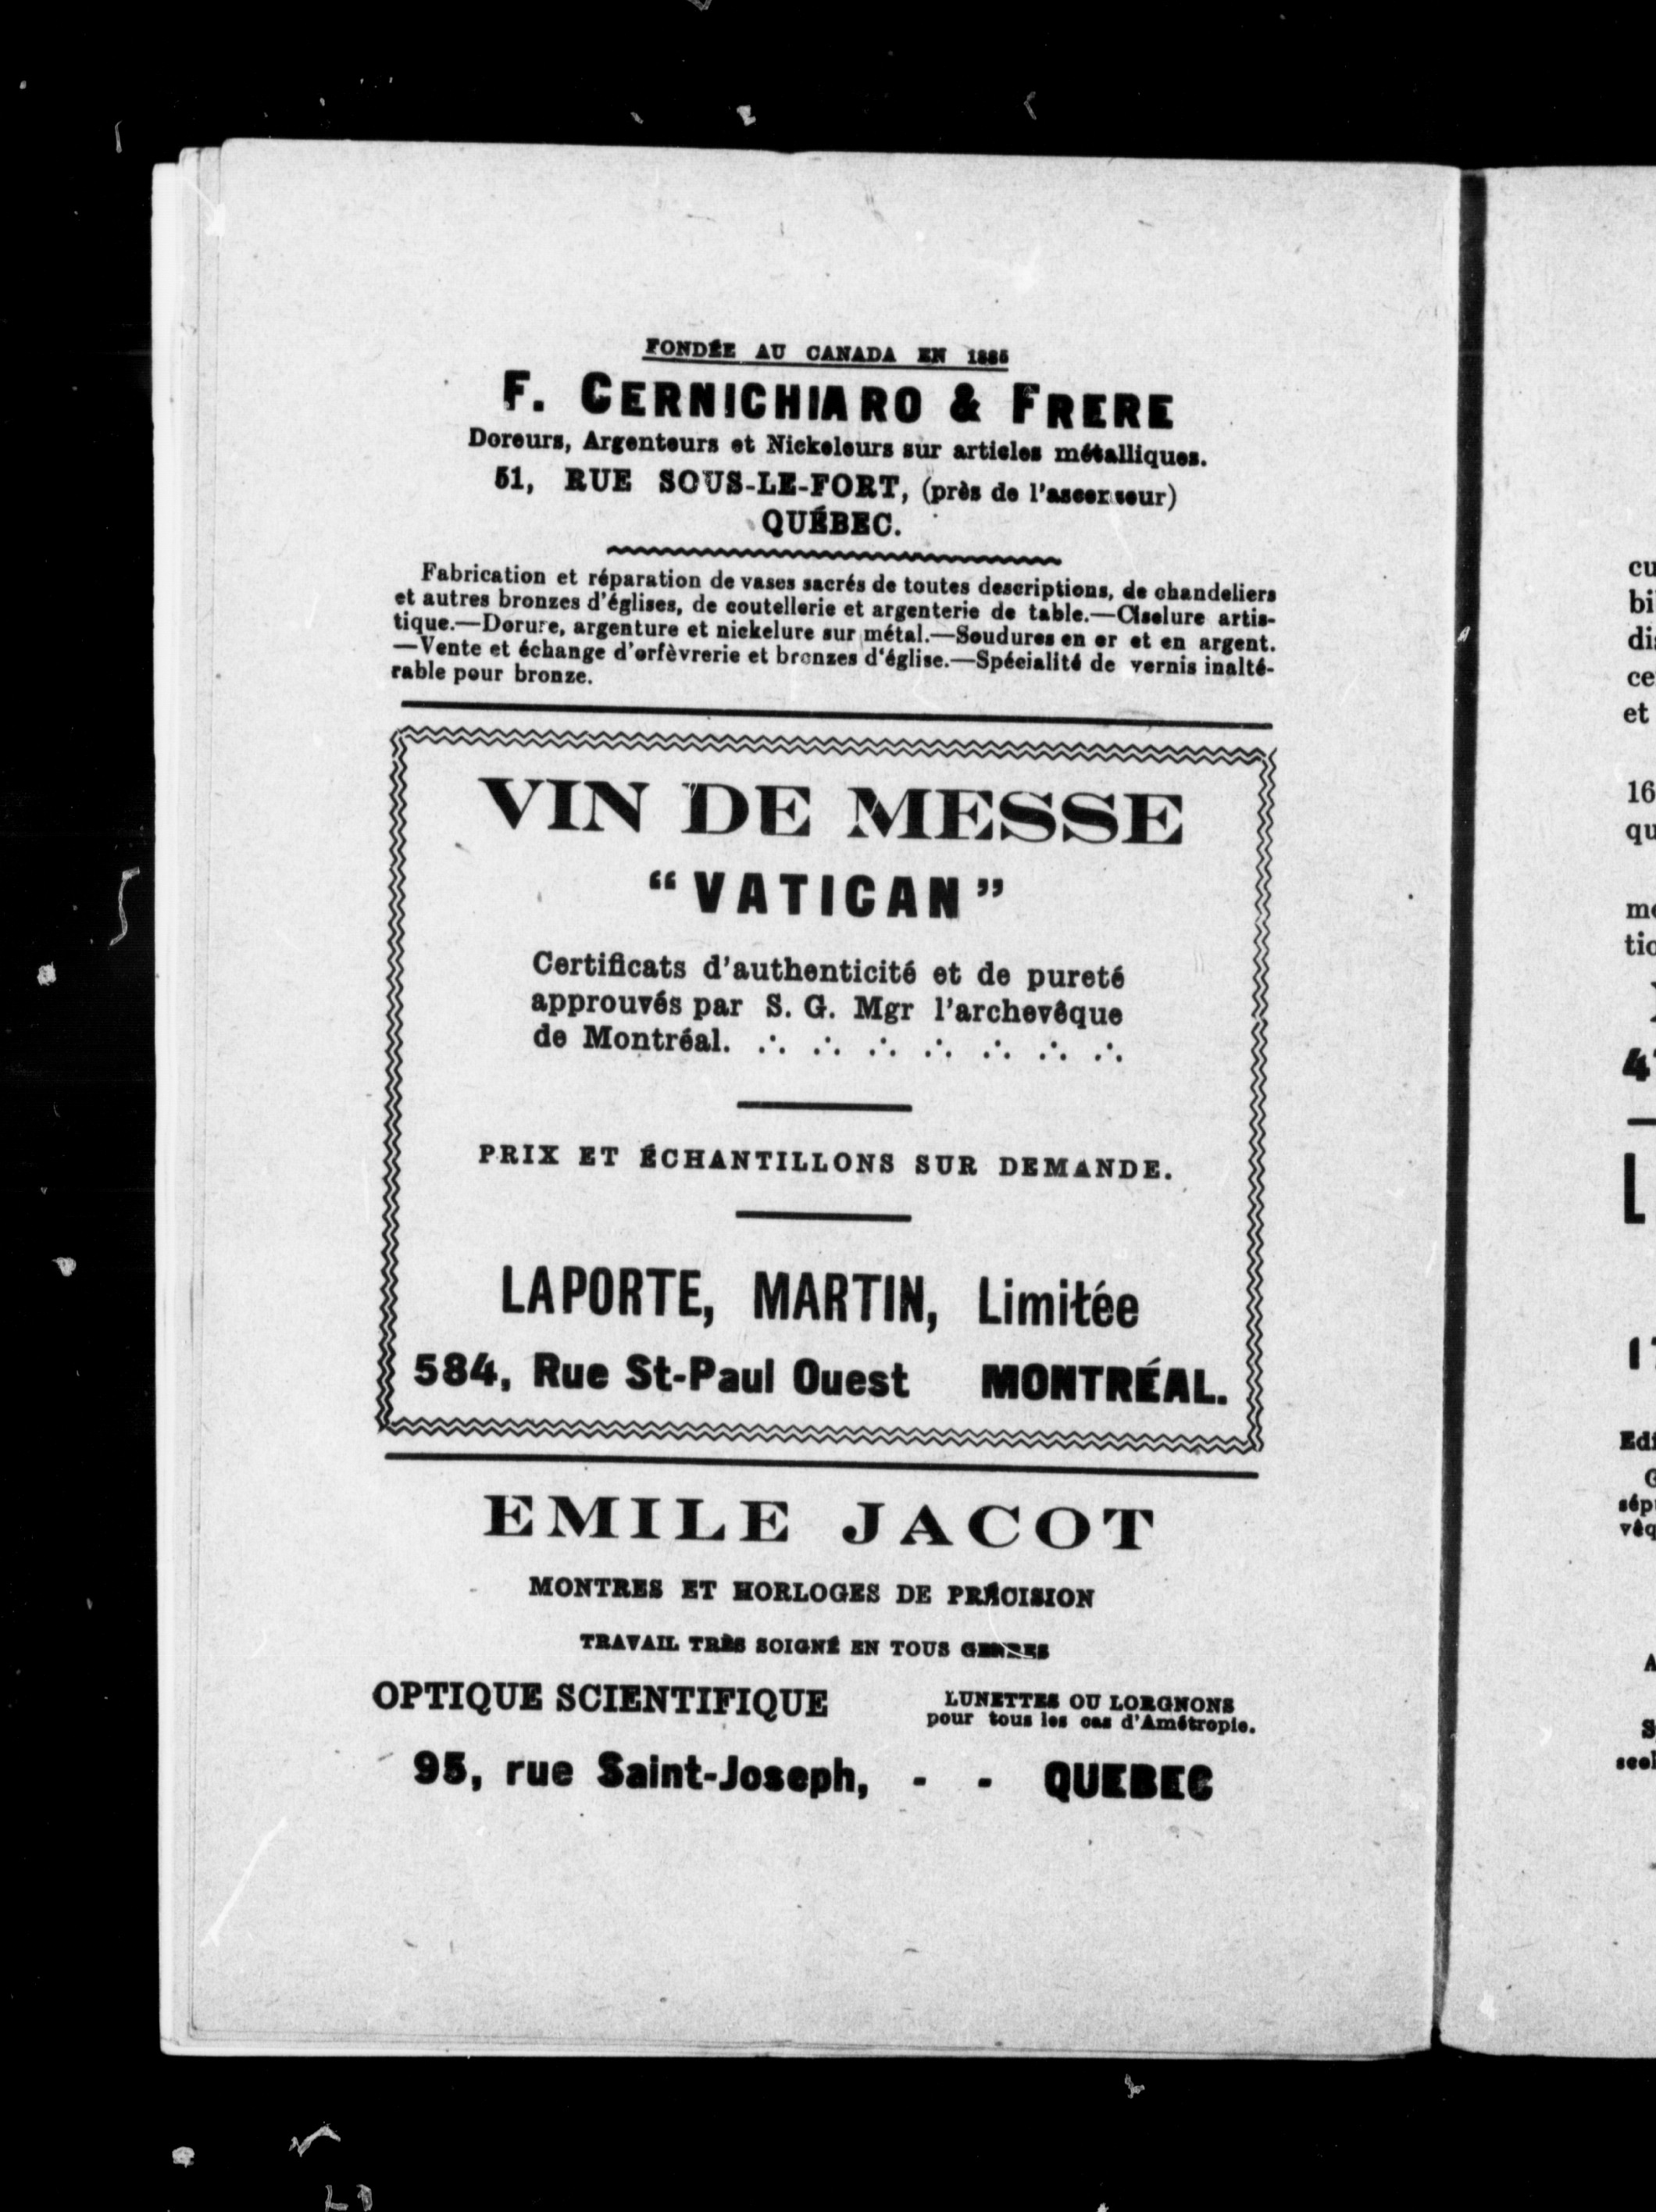 FONDÉE AU CANADA EN 1885
F. CERNICHIARO & FRERE
Doreurs, Argenteurs et Nickeleurs sur articles métalliques.
51, RUE SOUS-LE-FORT, (près de l'ascenseur)
QUÉBEC.
Fabrication et réparation de vases sacrés de toutes descriptions, de chandeliers
et autres bronzes d'églises, de coutellerie et argenterie de table.—Ciselure artis-
tique.—Dorure, argenture et nickelure sur métal.—Soudures en or et en argent.
—Vente et échange d'orfèvrerie et bronzes d'église.—Spécialité de vernis inalté-
rable pour bronze.
VIN DE MESSE
“VATICAN”
Certificats d'authenticité et de pureté
approuvés par S. G. Mgr l'archevêque
de Montréal. ∴ ∴ ∴ ∴ ∴ ∴ ∴
PRIX ET ÉCHANTILLONS SUR DEMANDE.
LAPORTE, MARTIN, Limitée
584, Rue St-Paul Ouest MONTRÉAL.
EMILE JACOT
MONTRES ET HORLOGES DE PRÉCISION
TRAVAIL TRÈS SOIGNÉ EN TOUS GENRES
OPTIQUE SCIENTIFIQUE
LUNETTES OU LORGNONS
pour tous les cas d'Amétropie.
95, rue Saint-Joseph, - - QUEBEC